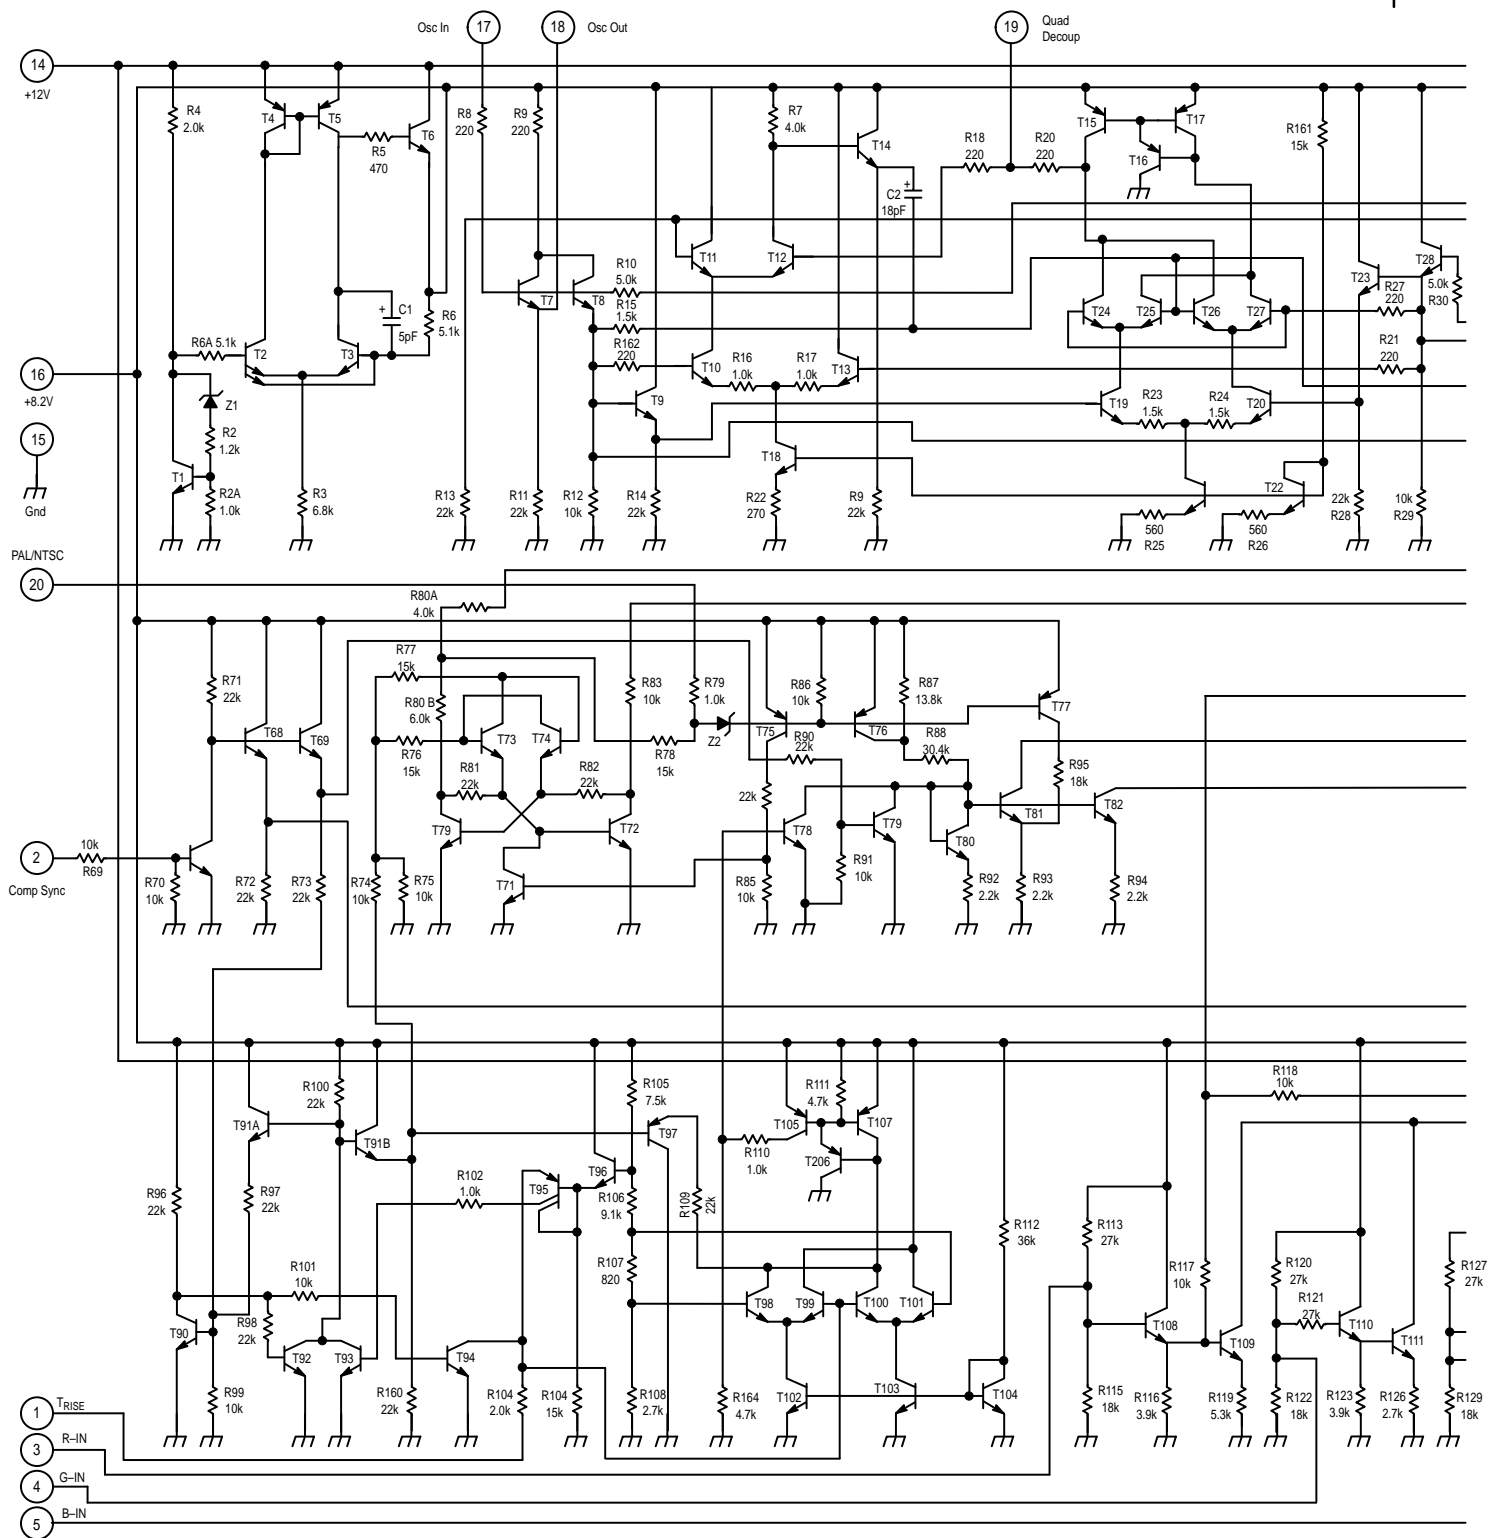 Osc In
17
18
Osc Out
19
Quad
Decoup
14
+12V
R4
2.0k
T4
T5
R5
470
T6
R8
220
R9
220
R7
4.0k
T14
C2
18pF
+
R18
220
R20
220
T15
T17
T16
R161
15k
T11
T12
R10
5.0k
R15
1.5k
R162
220
T7
T8
T28
5.0k
R30
T23
R27
220
C1
5pF
+
R6
5.1k
T24
T25
T26
T27
R6A 5.1k
T2
T3
T10
R16
1.0k
R17
1.0k
T13
R21
220
16
+8.2V
Z1
R2
1.2k
T9
T19
R23
1.5k
R24
1.5k
T20
15
Gnd
T1
R2A
1.0k
R3
6.8k
R13
22k
R11
22k
R12
10k
R14
22k
T18
R22
270
R9
22k
T22
560
R25
560
R26
22k
R28
10k
R29
PAL/NTSC
20
R80A
4.0k
R71
22k
R77
15k
R80 B
6.0k
R83
10k
R79
1.0k
R86
10k
R87
13.8k
T77
T68
T69
R76
15k
T73
T74
R78
15k
Z2
T75
R90
22k
T76
R88
30.4k
R81
22k
R82
22k
22k
R95
18k
T79
T72
T78
T79
T80
T81
T82
2
Comp Sync
10k
R69
R70
10k
R72
22k
R73
22k
R74
10k
R75
10k
T71
R85
10k
R91
10k
R92
2.2k
R93
2.2k
R94
2.2k
R100
22k
T91A
T91B
R105
7.5k
T97
R111
4.7k
T105
T107
R110
1.0k
T206
R118
10k
R96
22k
R97
22k
R102
1.0k
T95
T96
R106
9.1k
R109
22k
R112
36k
R113
27k
R101
10k
R107
820
R117
10k
R120
27k
R127
27k
R98
22k
T98
T99
T100
T101
R121
27k
T90
T92
T93
T94
T108
T109
T110
T111
R99
10k
R160
22k
R104
2.0k
R104
15k
R108
2.7k
R164
4.7k
T102
T103
T104
R115
18k
R116
3.9k
R119
5.3k
R122
18k
R123
3.9k
R126
2.7k
R129
18k
1
TRISE
3
R–IN
4
G–IN
5
B–IN